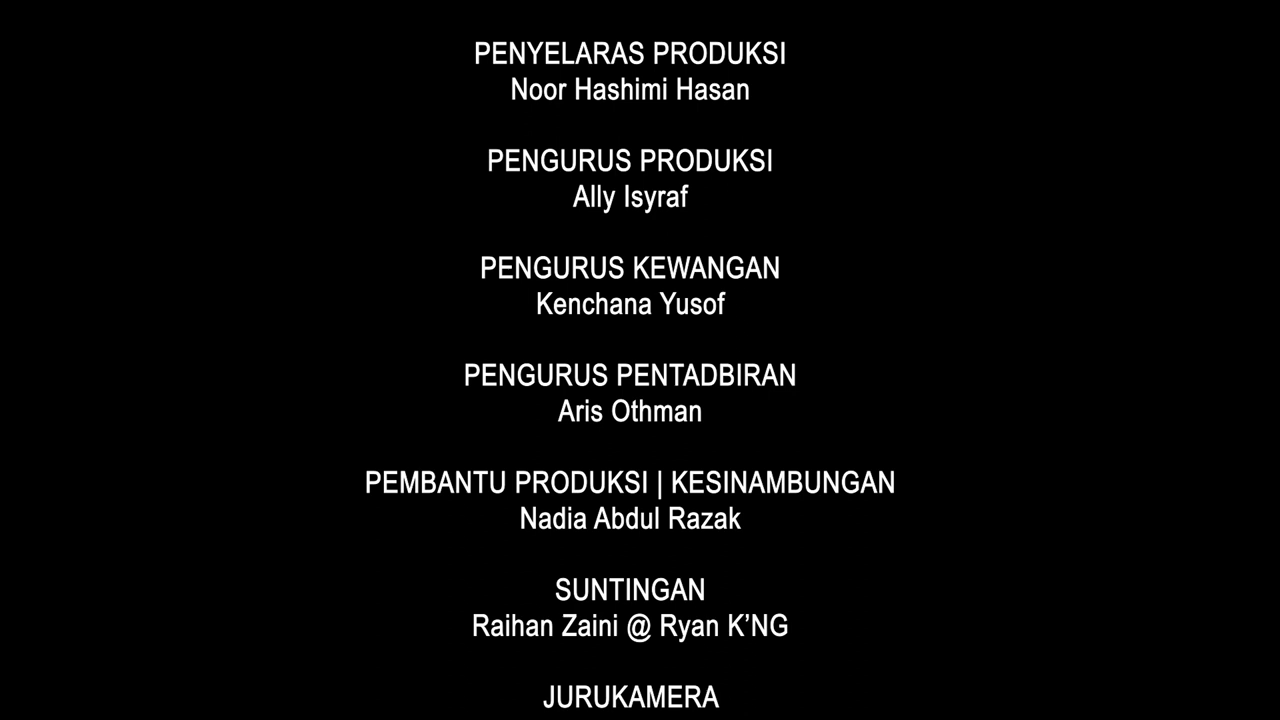 PENYELARAS PRODUKSI
Noor Hashimi Hasan
PENGURUS PRODUKSI
Ally Isyraf
PENGURUS KEWANGAN
Kenchana Yusof
PENGURUS PENTADBIRAN
Aris Othman
PEMBANTU PRODUKSI | KESINAMBUNGAN
Nadia Abdul Razak
SUNTINGAN
Raihan Zaini @ Ryan K’NG
JURUKAMERA